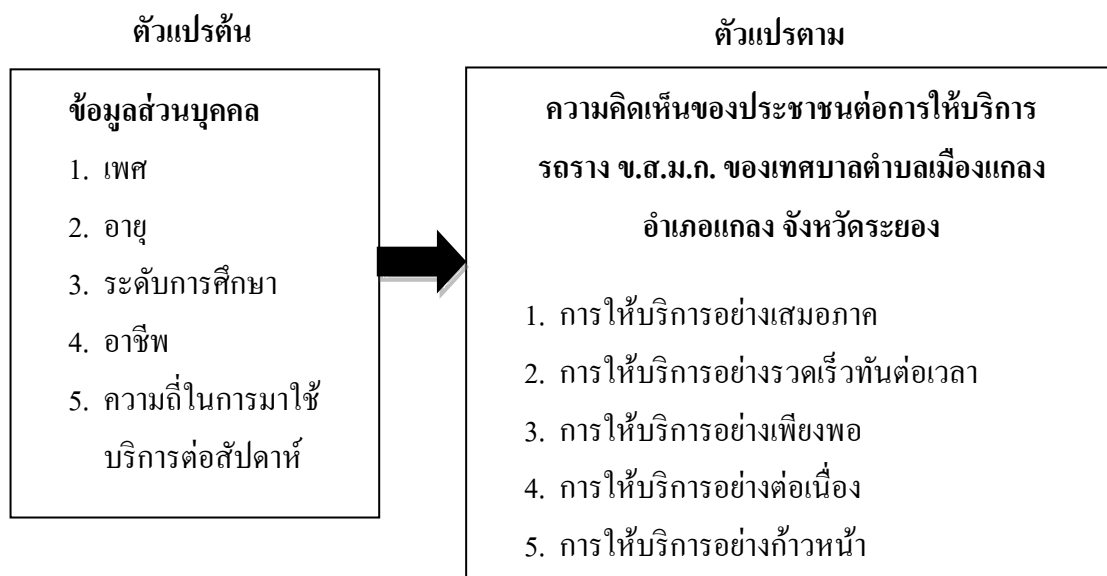 ตัวแปรต้น
ข้อมูลส่วนบุคคล
1. เพศ
2. อายุ
3. ระดับการศึกษา
4. อาชีพ
5. ความถี่ในการมาใช้
บริการต่อสัปดาห์
ตัวแปรตาม
ความคิดเห็นของประชาชนต่อการให้บริการ
รถราง ข.ส.ม.ก. ของเทศบาลตำบลเมืองแกลง
อำเภอแกลง จังหวัดระยอง
1. การให้บริการอย่างเสมอภาค
2. การให้บริการอย่างรวดเร็วทันต่อเวลา
3. การให้บริการอย่างเพียงพอ
4. การให้บริการอย่างต่อเนื่อง
5. การให้บริการอย่างก้าวหน้า